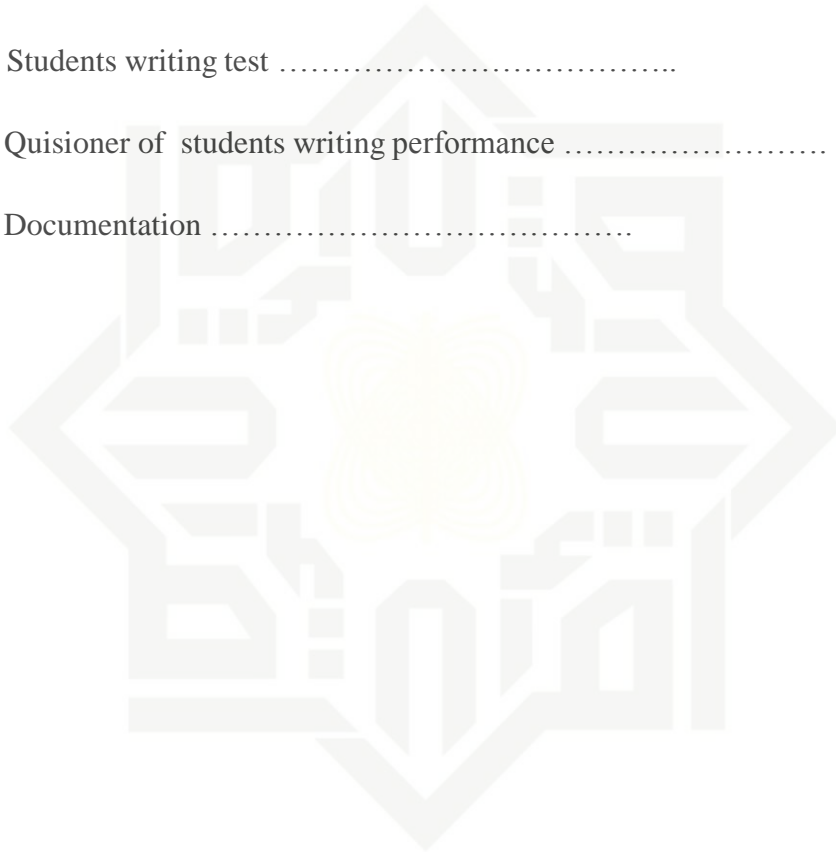 Students writing test ………………………………..
Quisioner of  students writing performance …………………….
Documentation ………………………………….